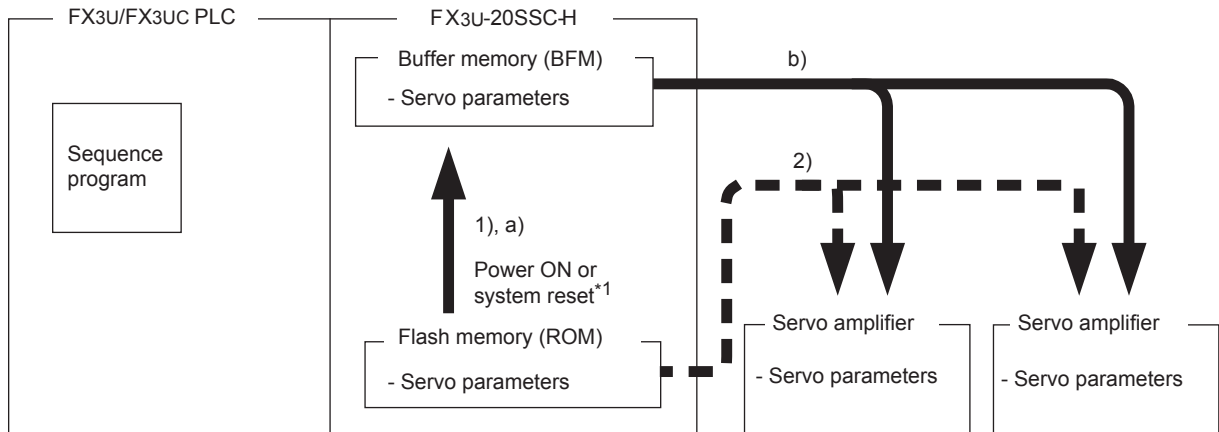 FX3U/FX3UC PLC
FX3U-20SSC-H
Buffer memory (BFM)
- Servo parameters
b)
Sequence
program
2)
1), a)
Power ON or
system reset*1
Flash memory (ROM)
- Servo parameters
Servo amplifier
- Servo parameters
Servo amplifier
- Servo parameters